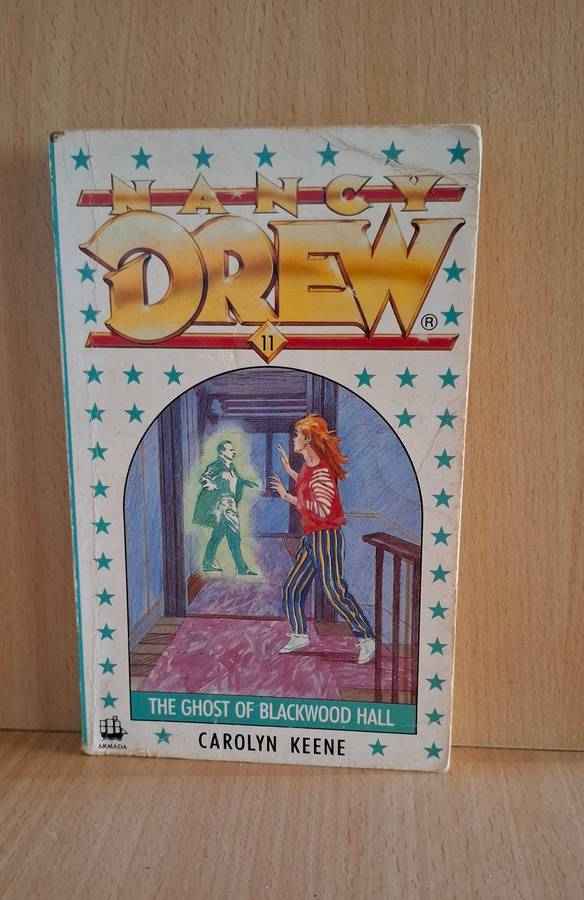 NANCY
DREW
®
11
THE GHOST OF BLACKWOOD HALL
ARMADA
CAROLYN KEENE